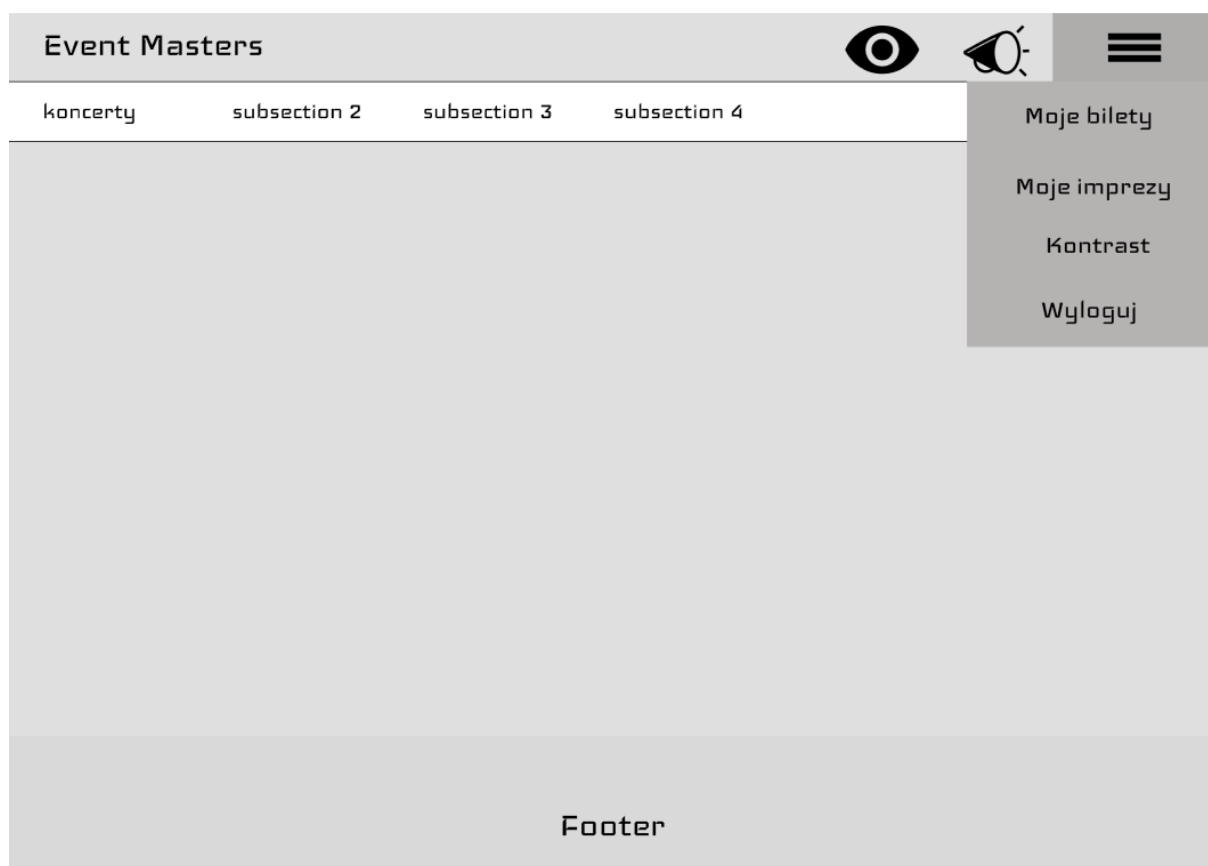 Event Masters
koncerty
subsection 2
subsection 3
subsection 4
Moje bilety
Moje imprezy
Kontrast
Wyloguj
Footer